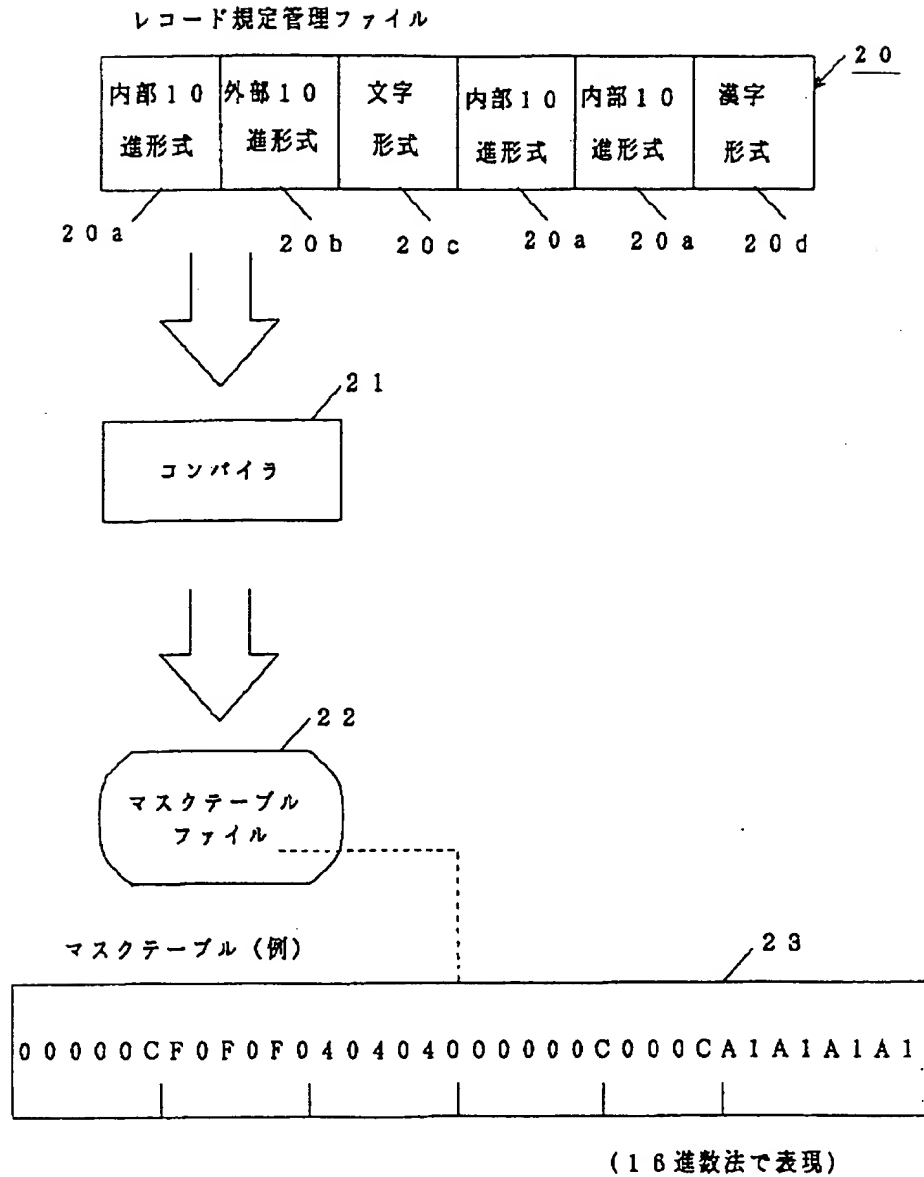 レコード規定管理ファイル
20
内部10 外部10 文字 内部10 内部10 漢字
進形式 進形式 形式 進形式 進形式 形式
20a 20b 20c 20a 20a 20d
21
コンパイラ
22
マスクテーブル
ファイル
マスクテーブル(例)
23
00000CF0F0F0404040000000C000CA1A1A1A1
(16進数法で表現)